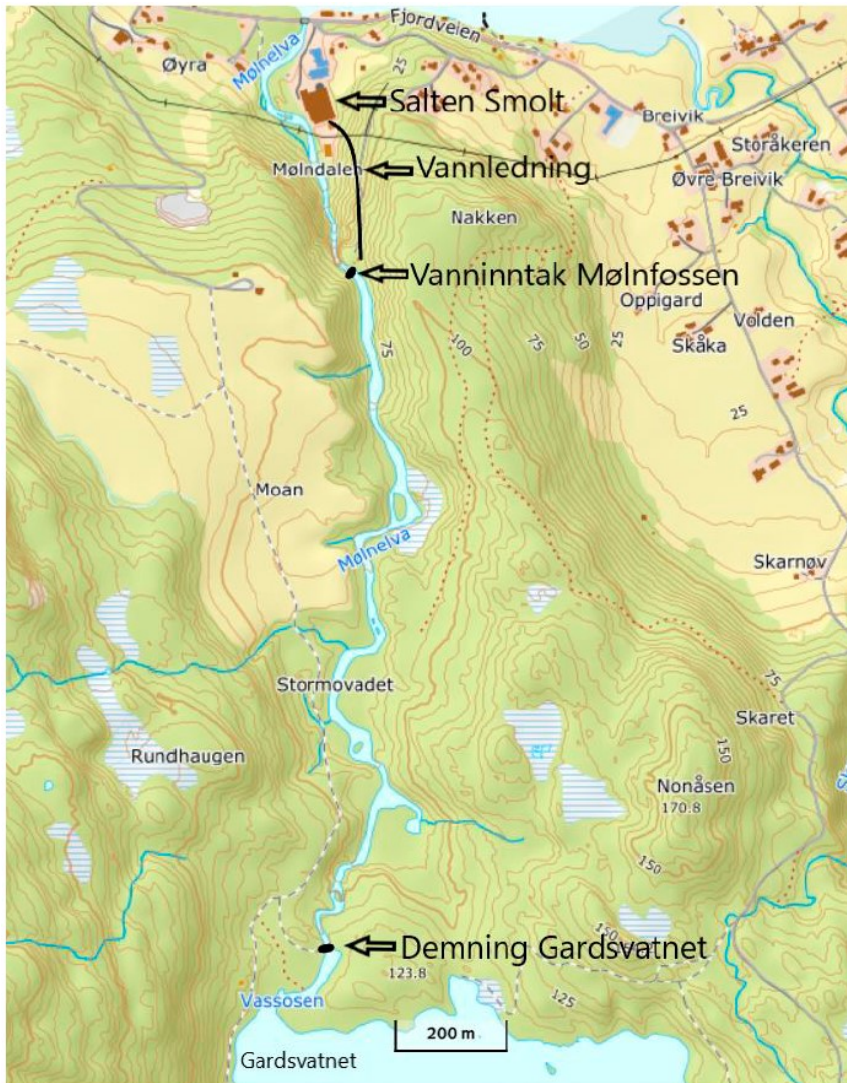 Fjordveien
Øyra
Mølnelva
25
Salten Smolt
Breivik
Storåkeren
Mølndalen
Vannledning
Øvre Breivik
Nakken
Vanninntak Mølnfossen
Oppigard
Volden
75
100
75
50
25
Skåka
25
Moan
Mølnelva
Skarnøv
Stormovadet
75
Skaret
150
Rundhaugen
Nonåsen
170.8
150
150
Demning Gardsvatnet
123.8
125
Vassosen
200 m
Gardsvatnet